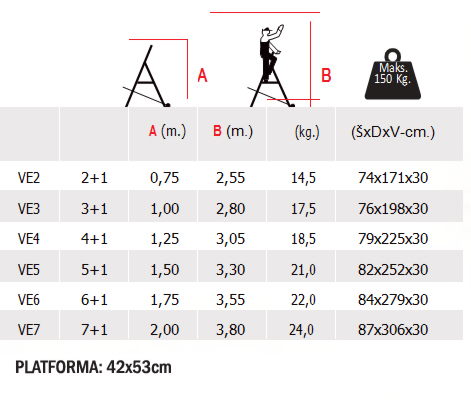 A
B
Maks.
150 Kg.
A (m.) B (m.) (kg.) (šxDxV-cm.)
VE2 2+1 0,75 2,55 14,5 74x171x30
VE3 3+1 1,00 2,80 17,5 76x198x30
VE4 4+1 1,25 3,05 18,5 79x225x30
VE5 5+1 1,50 3,30 21,0 82x252x30
VE6 6+1 1,75 3,55 22,0 84x279x30
VE7 7+1 2,00 3,80 24,0 87x306x30
PLATFORMA: 42x53cm